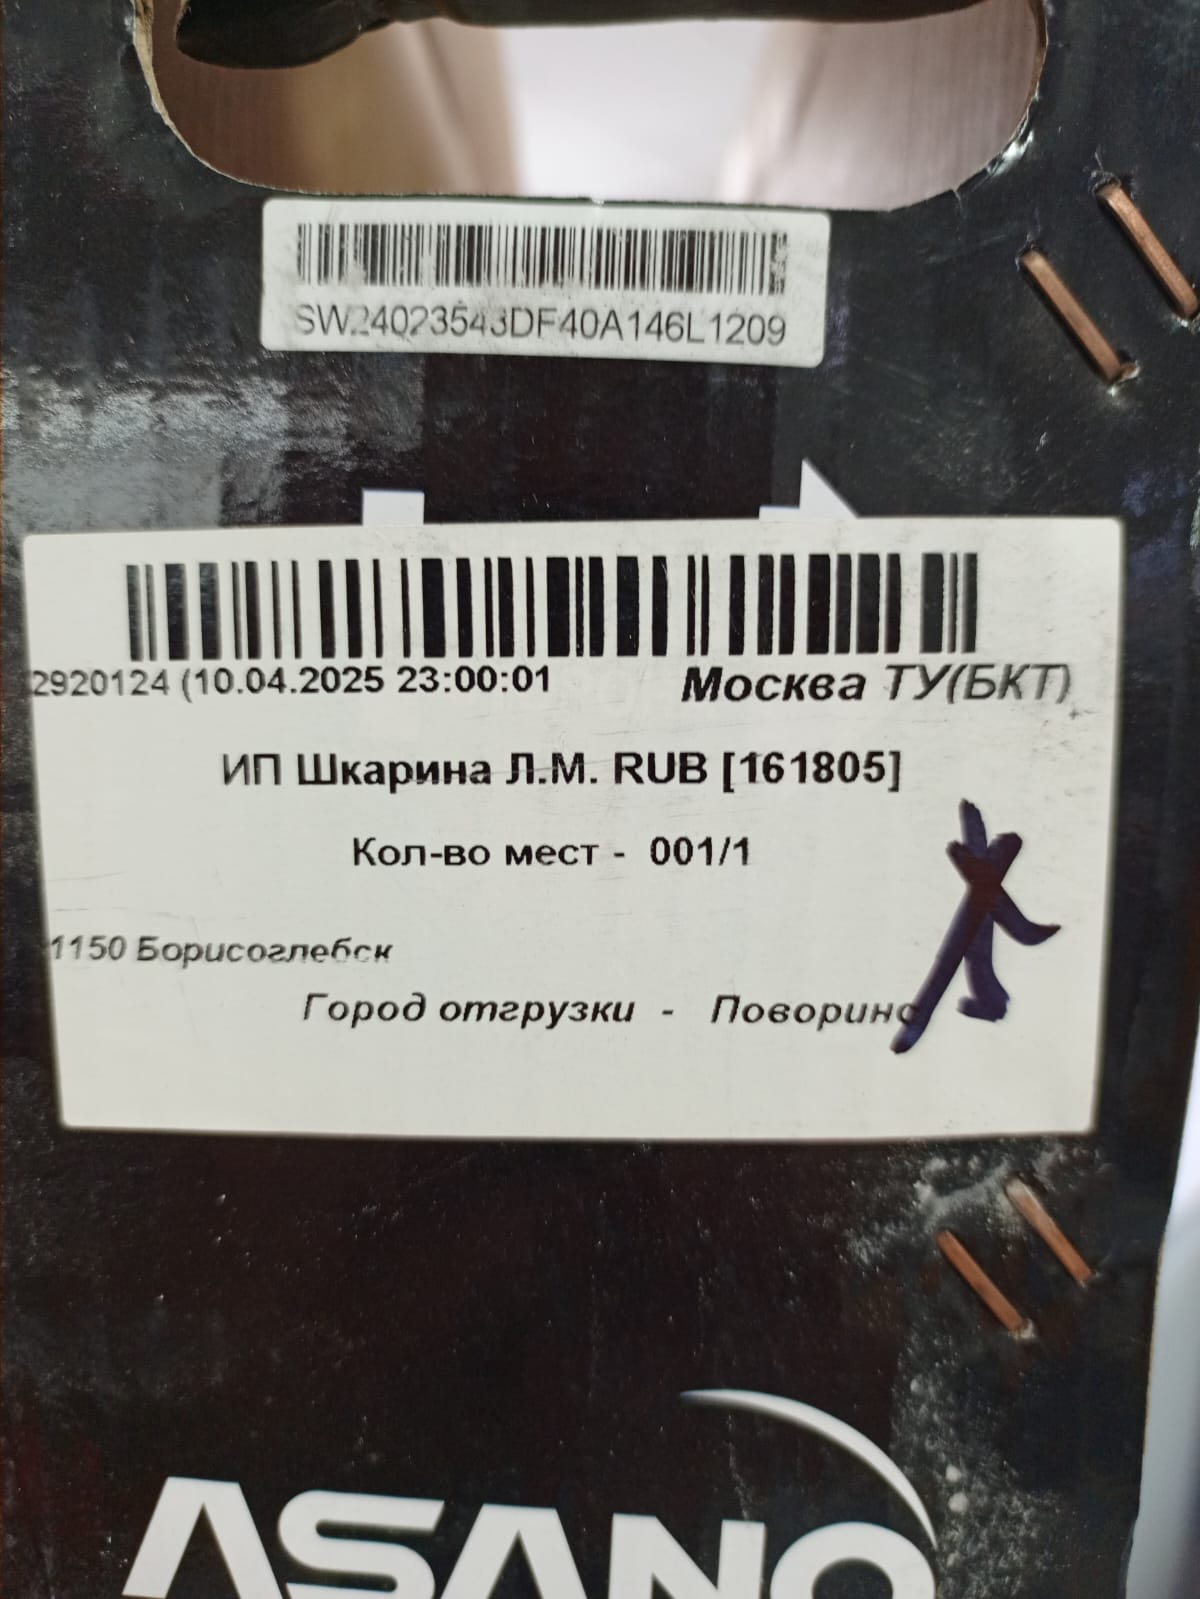 SW24023543DF40A146L1209
2920124 (10.04.2025 23:00:01
Москва ТУ(БКТ)
ИП Шкарина Л.М. RUB [161805]
Кол-во мест - 001/1
1150 Борисоглебск
Город отгрузки - Поворино
ASANO